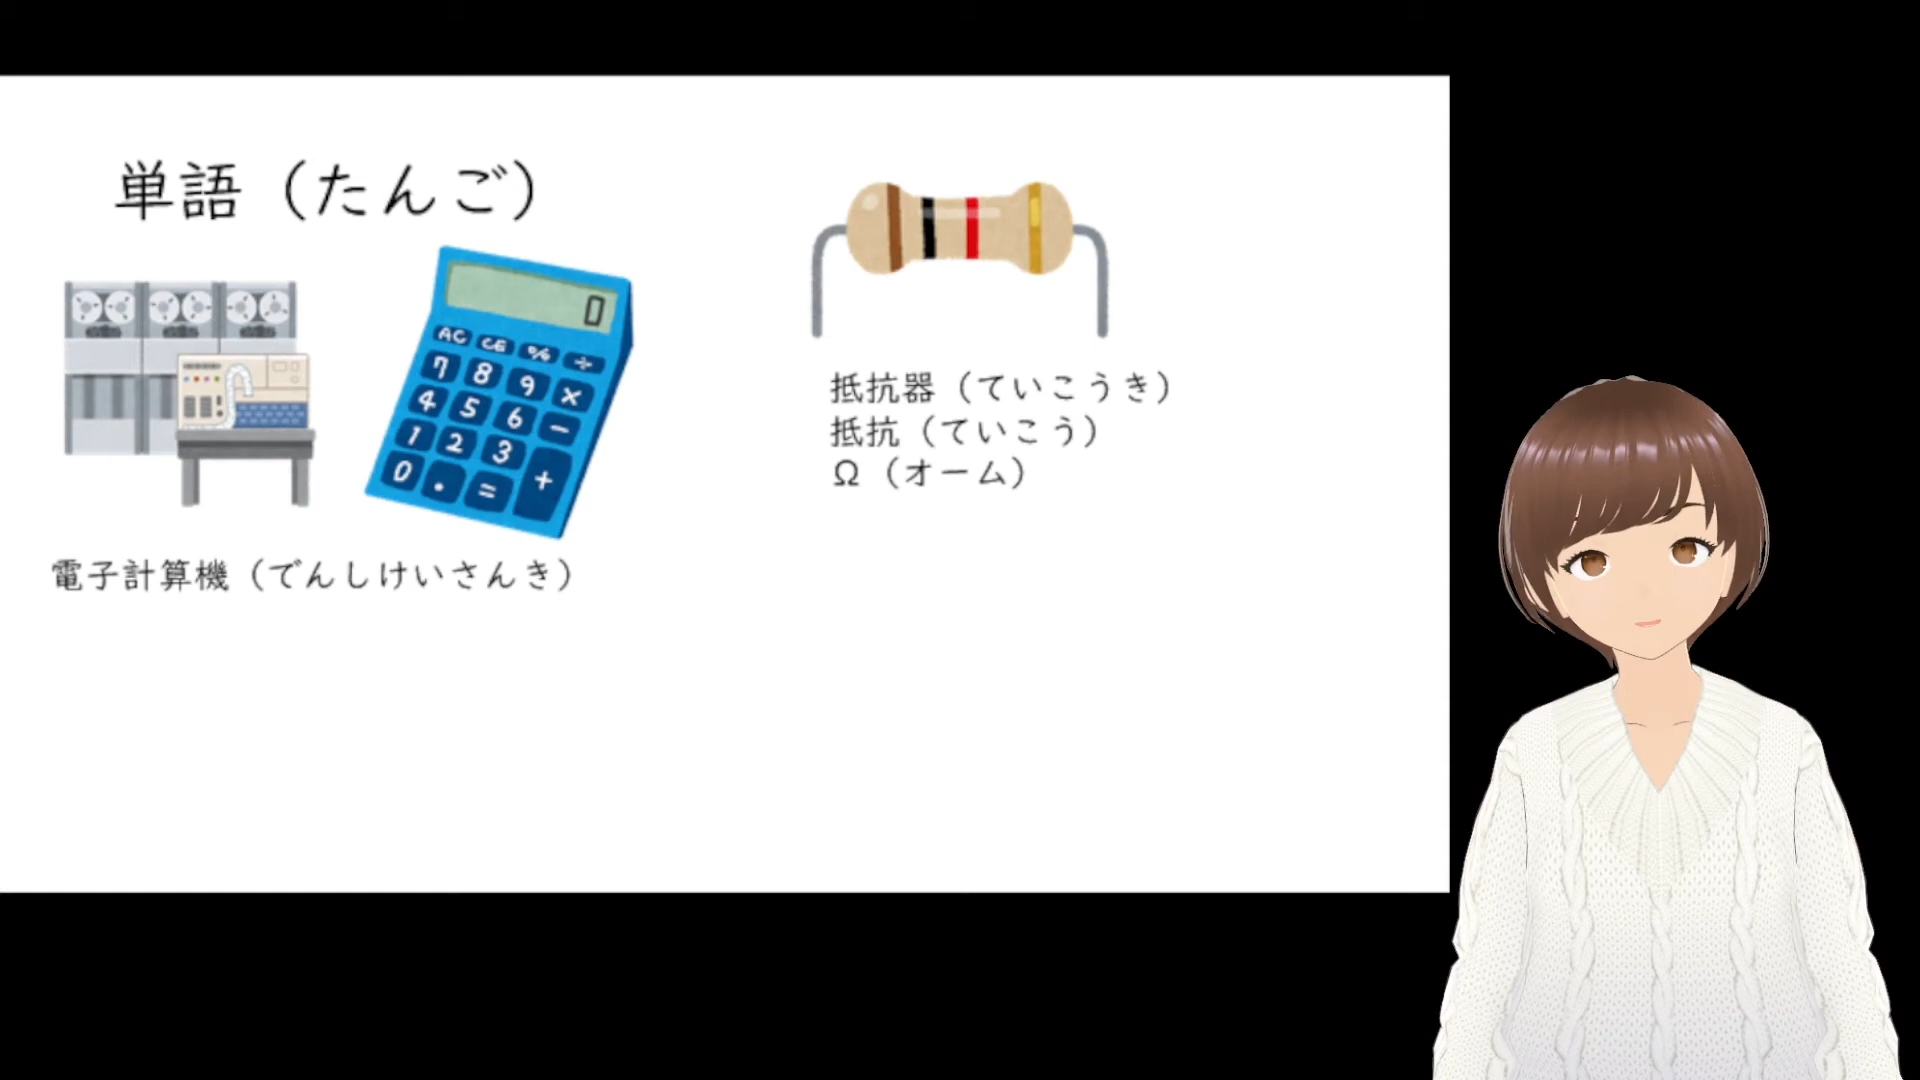 単語（たんご）
0
AC CE % ÷
7 8 9 ×
4 5 6 −
1 2 3 +
0 . =
電子計算機（でんしけいさんき）
抵抗器（ていこうき）
抵抗（ていこう）
Ω（オーム）